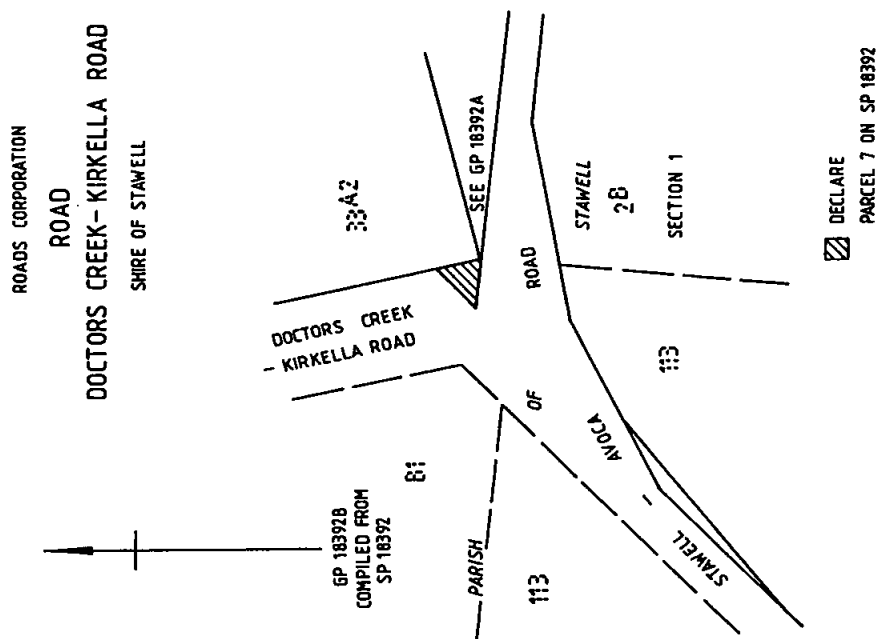 ROADS CORPORATION
ROAD
DOCTORS CREEK-KIRKELLA ROAD
SHIRE OF STAWELL
GP 18392B
COMPILED FROM
SP 18392
81
DOCTORS CREEK
- KIRKELLA ROAD
33A2
SEE GP 18392A
PARISH
OF
STAWELL
113
STAWELL - AVOCA ROAD
2B
SECTION 1
113
DECLARE
PARCEL 7 ON SP 18392